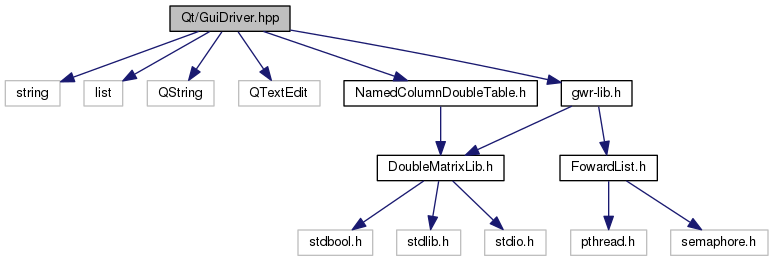 Qt/GuiDriver.hpp
string
list
QString
QTextEdit
NamedColumnDoubleTable.h
gwr-lib.h
DoubleMatrixLib.h
FowardList.h
stdbool.h
stdlib.h
stdio.h
pthread.h
semaphore.h